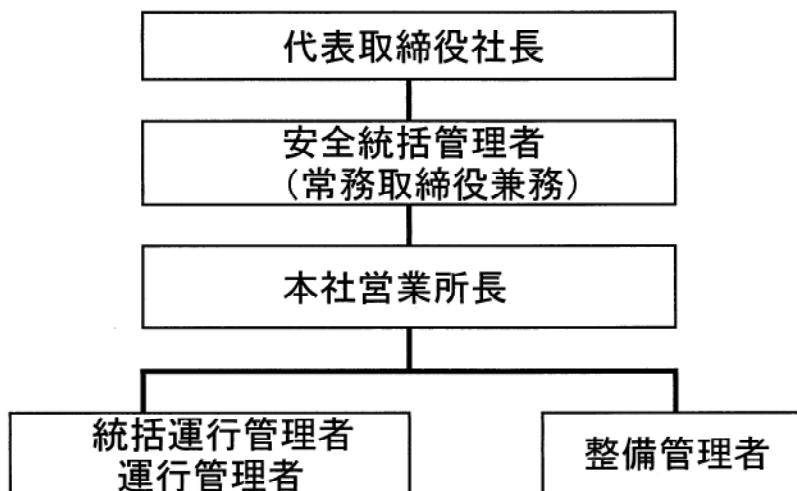 代表取締役社長
安全統括管理者
（常務取締役兼務）
本社営業所長
統括運行管理者
運行管理者
整備管理者